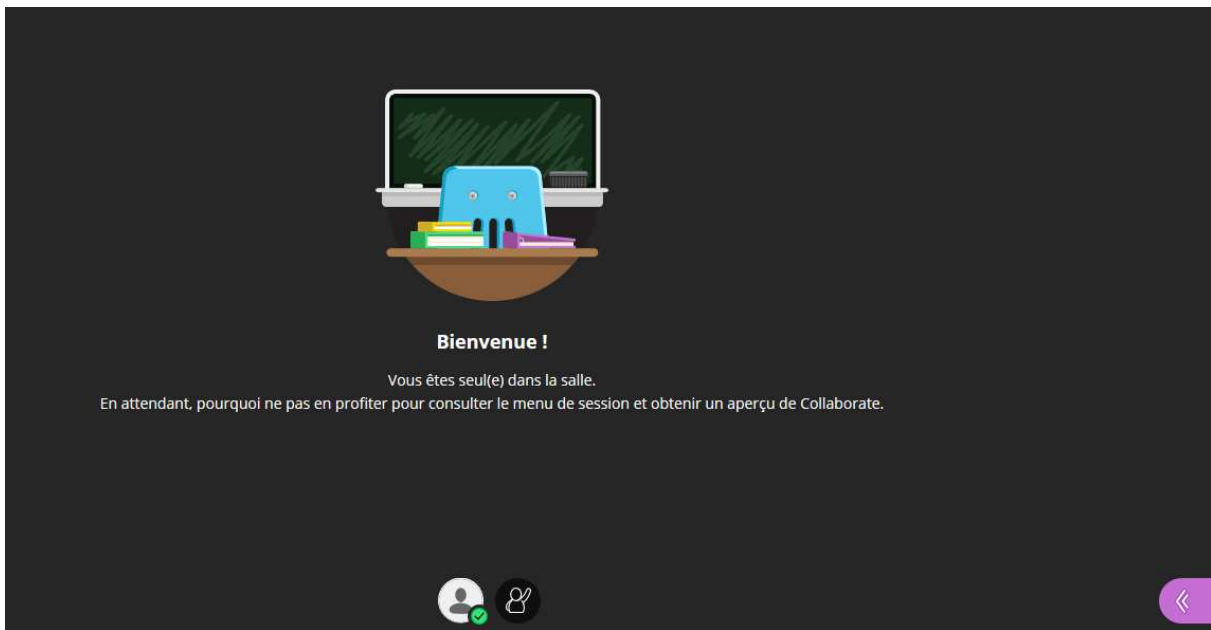 Bienvenue !
Vous êtes seul(e) dans la salle.
En attendant, pourquoi ne pas en profiter pour consulter le menu de session et obtenir un aperçu de Collaborate.